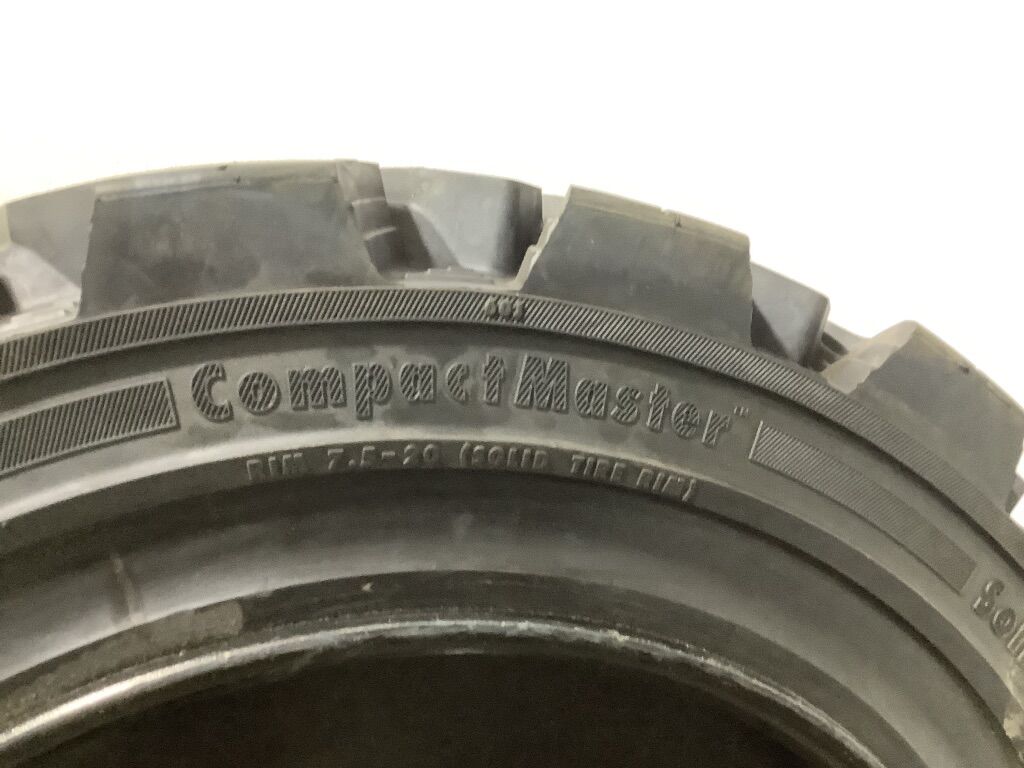 CompactMaster™
RIM 7.5-20 (SOLID TIRE RIM)